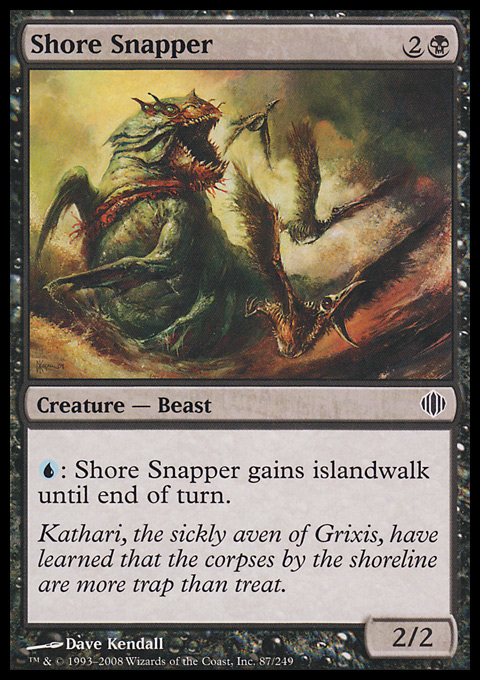 Shore Snapper 2
Creature — Beast
: Shore Snapper gains islandwalk
until end of turn.
Kathari, the sickly aven of Grixis, have
learned that the corpses by the shoreline
are more trap than treat.
2/2
Dave Kendall
™ & © 1993–2008 Wizards of the Coast, Inc. 87/249